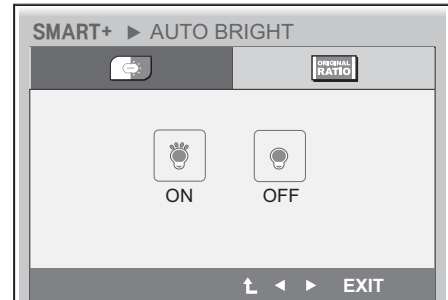 SMART+ ► AUTO BRIGHT
ORIGINAL
RATIO
ON OFF
EXIT